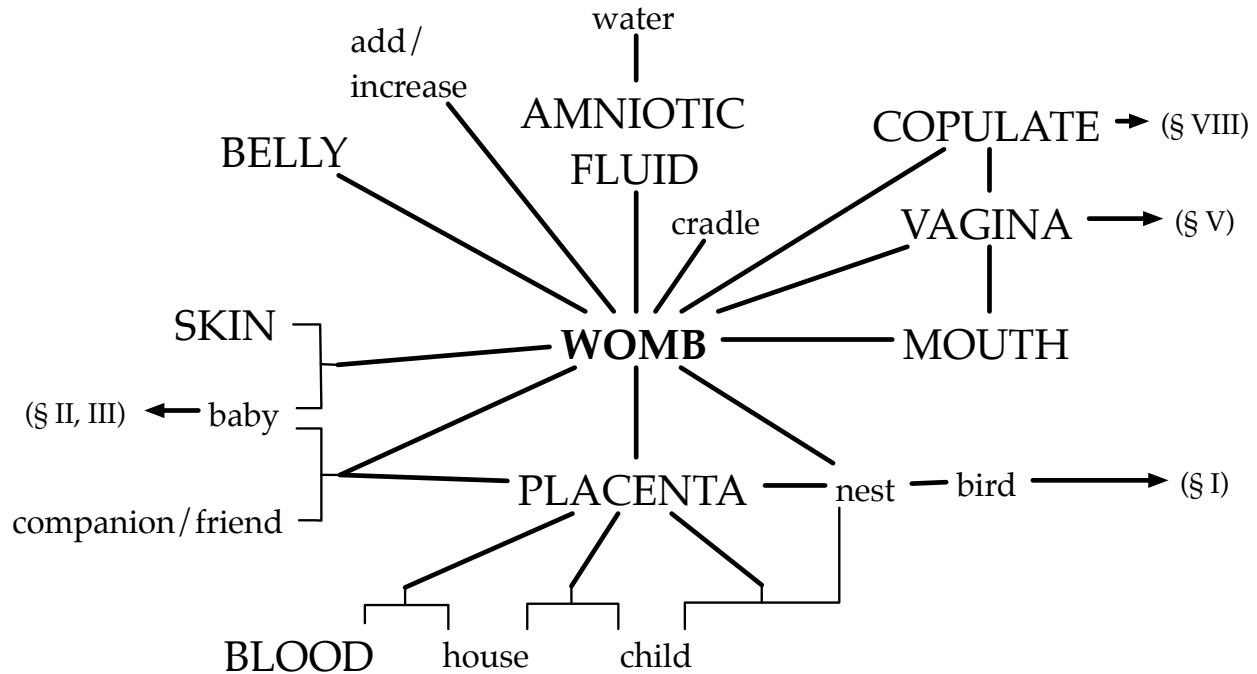 water
add/
increase
AMNIOTIC
FLUID
COPULATE
(§ VIII)
BELLY
cradle
VAGINA
(§ V)
SKIN
WOMB
MOUTH
(§ II, III)
baby
PLACENTA
nest
bird
(§ I)
companion/friend
BLOOD
house
child